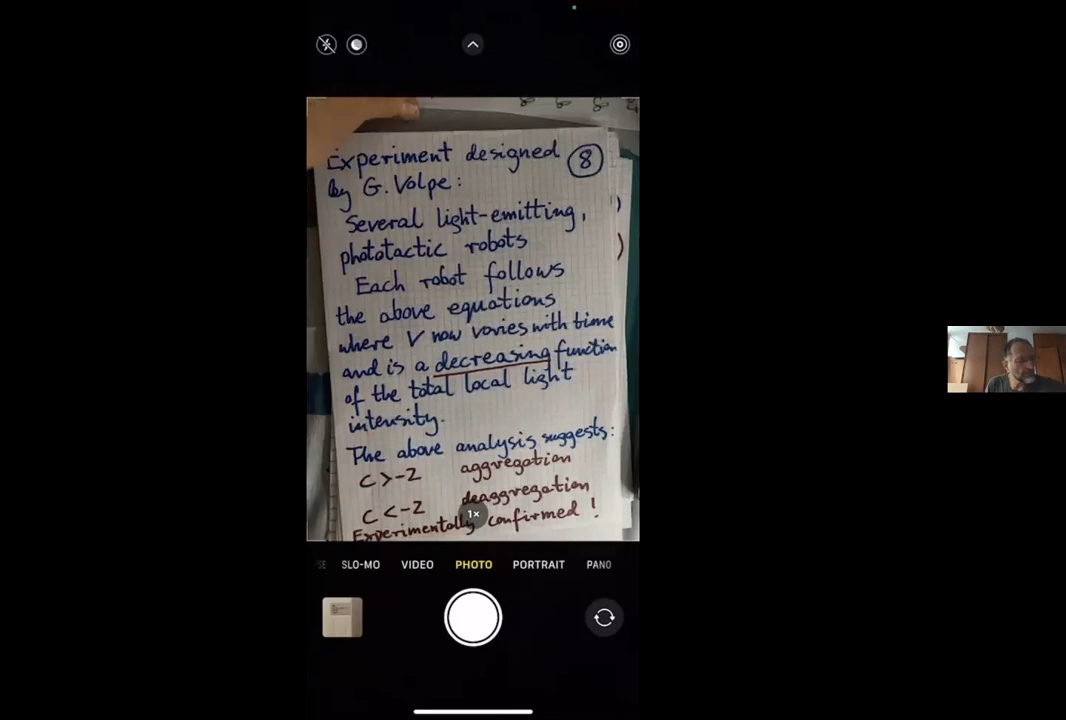 Experiment designed
8
by G. Volpe:
Several light-emitting,
phototactic robots
Each robot follows
the above equations
where V now varies with time
and is a decreasing function
of the total local light
intensity.
The above analysis suggests:
C > -2 aggregation
C < -2 deaggregation
1×
Experimentally confirmed!
SLO-MO VIDEO PHOTO PORTRAIT PANO